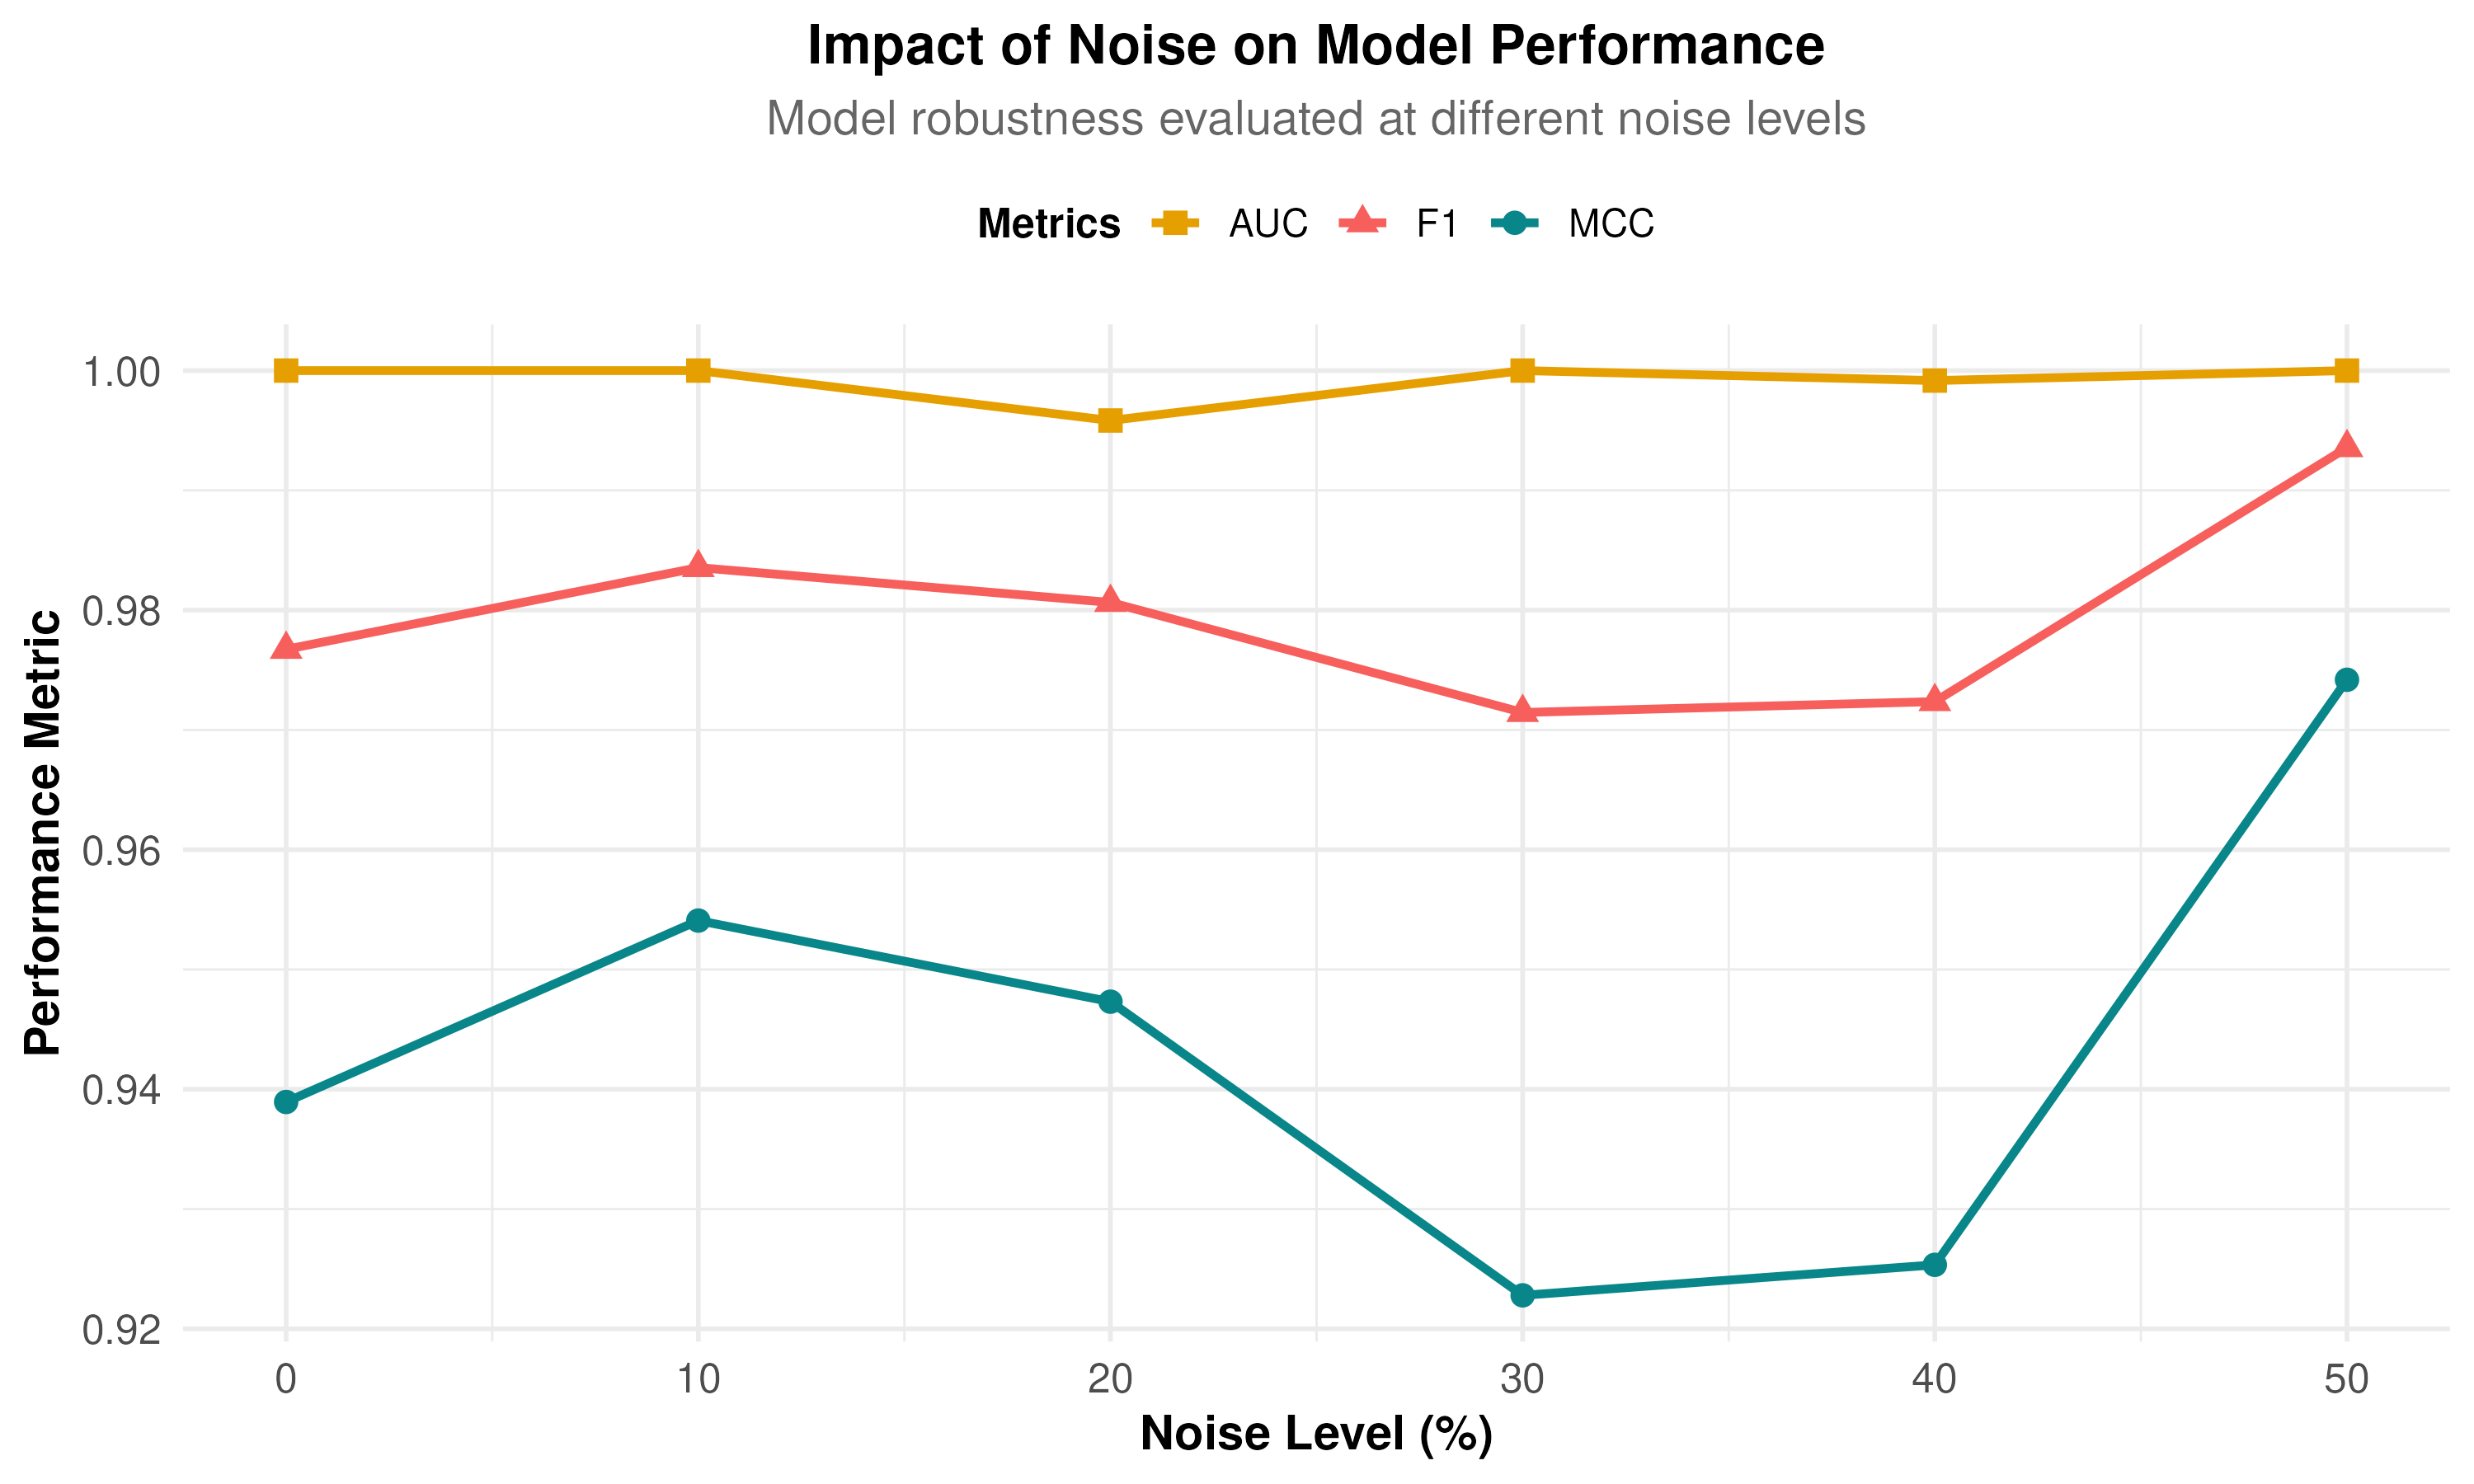 Impact of Noise on Model Performance
Model robustness evaluated at different noise levels
Metrics AUC F1 MCC
Performance Metric
1.00
0.98
0.96
0.94
0.92
0 10 20 30 40 50
Noise Level (%)